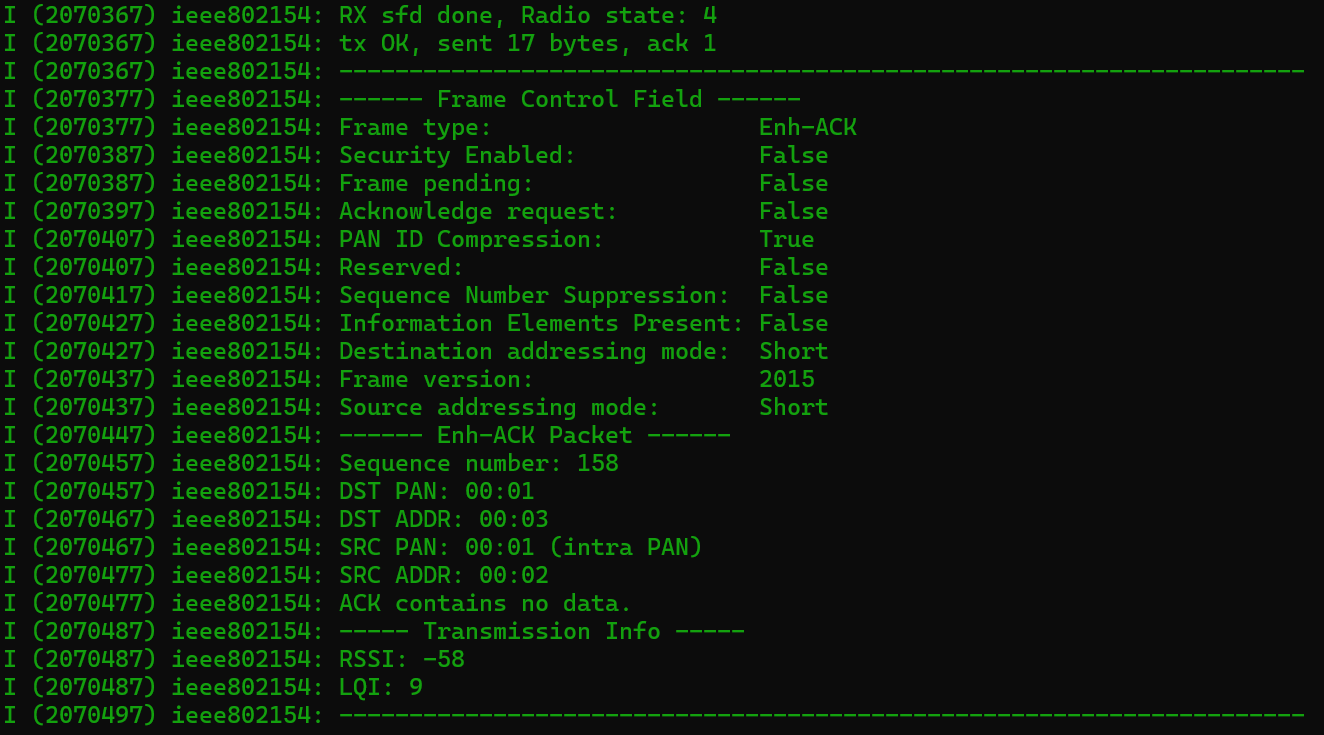 I (2070367) ieee802154: RX sfd done, Radio state: 4
I (2070367) ieee802154: tx OK, sent 17 bytes, ack 1
I (2070367) ieee802154: ---------------------------------------------------------------------
I (2070377) ieee802154: ------ Frame Control Field ------
I (2070377) ieee802154: Frame type:                   Enh-ACK
I (2070387) ieee802154: Security Enabled:             False
I (2070387) ieee802154: Frame pending:                False
I (2070397) ieee802154: Acknowledge request:          False
I (2070407) ieee802154: PAN ID Compression:           True
I (2070407) ieee802154: Reserved:                     False
I (2070417) ieee802154: Sequence Number Suppression:  False
I (2070427) ieee802154: Information Elements Present: False
I (2070427) ieee802154: Destination addressing mode:  Short
I (2070437) ieee802154: Frame version:                2015
I (2070437) ieee802154: Source addressing mode:       Short
I (2070447) ieee802154: ------ Enh-ACK Packet ------
I (2070457) ieee802154: Sequence number: 158
I (2070457) ieee802154: DST PAN: 00:01
I (2070467) ieee802154: DST ADDR: 00:03
I (2070467) ieee802154: SRC PAN: 00:01 (intra PAN)
I (2070477) ieee802154: SRC ADDR: 00:02
I (2070477) ieee802154: ACK contains no data.
I (2070487) ieee802154: ----- Transmission Info -----
I (2070487) ieee802154: RSSI: -58
I (2070487) ieee802154: LQI: 9
I (2070497) ieee802154: ---------------------------------------------------------------------